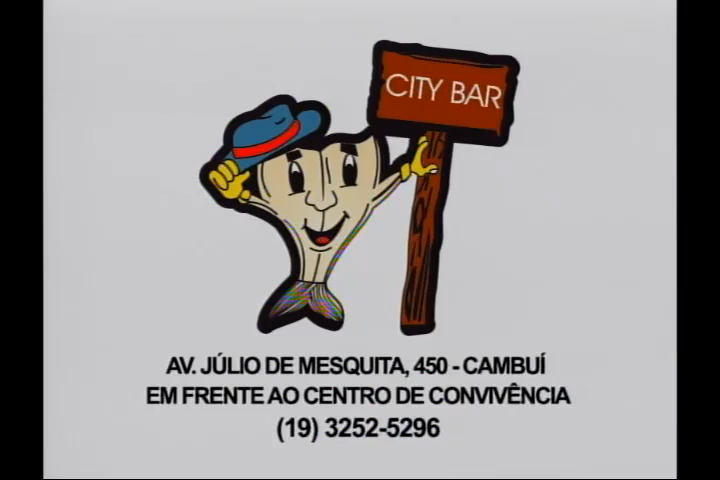 CITY BAR
AV. JÚLIO DE MESQUITA, 450 - CAMBUÍ
EM FRENTE AO CENTRO DE CONVIVÊNCIA
(19) 3252-5296